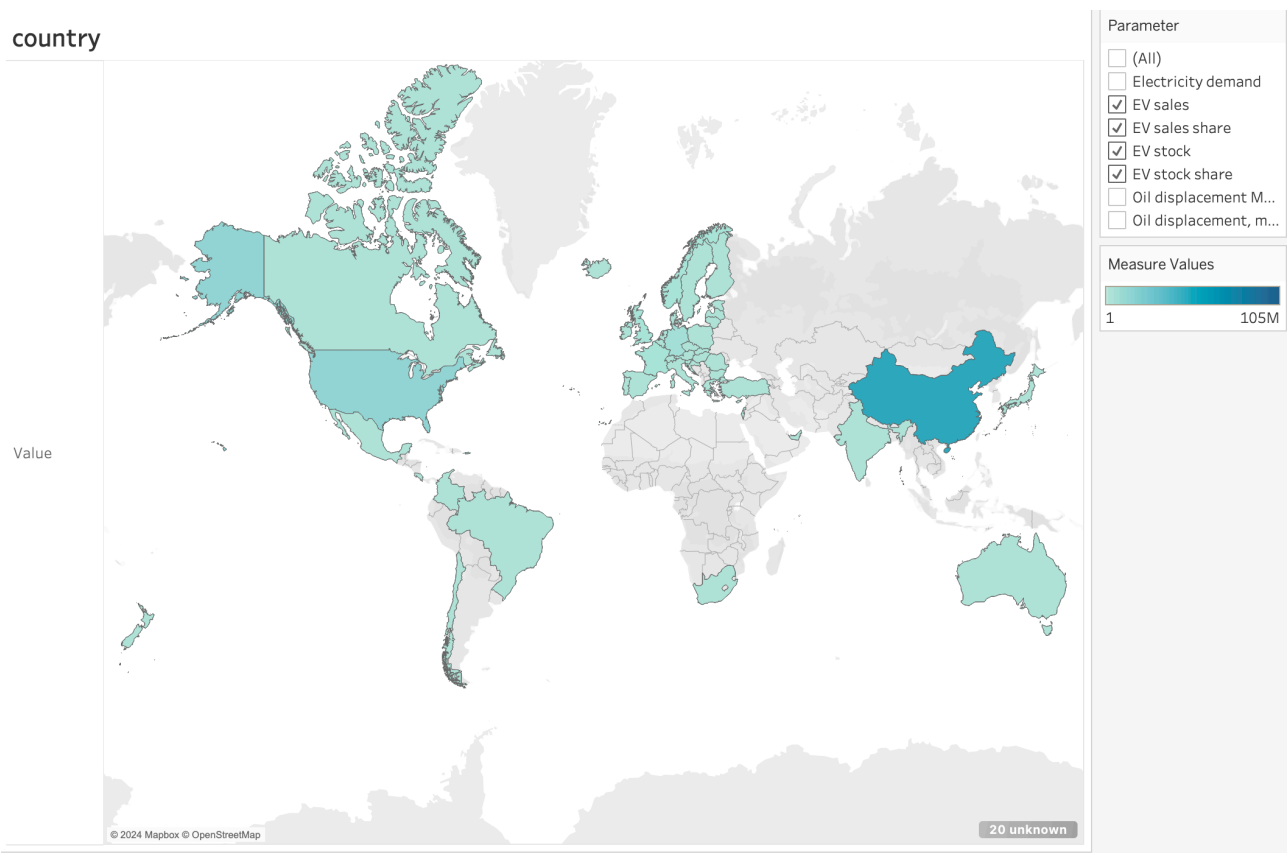 country
Value
© 2024 Mapbox © OpenStreetMap
20 unknown
Parameter
(All)
Electricity demand
EV sales
EV sales share
EV stock
EV stock share
Oil displacement M...
Oil displacement, m...
Measure Values
1 105M